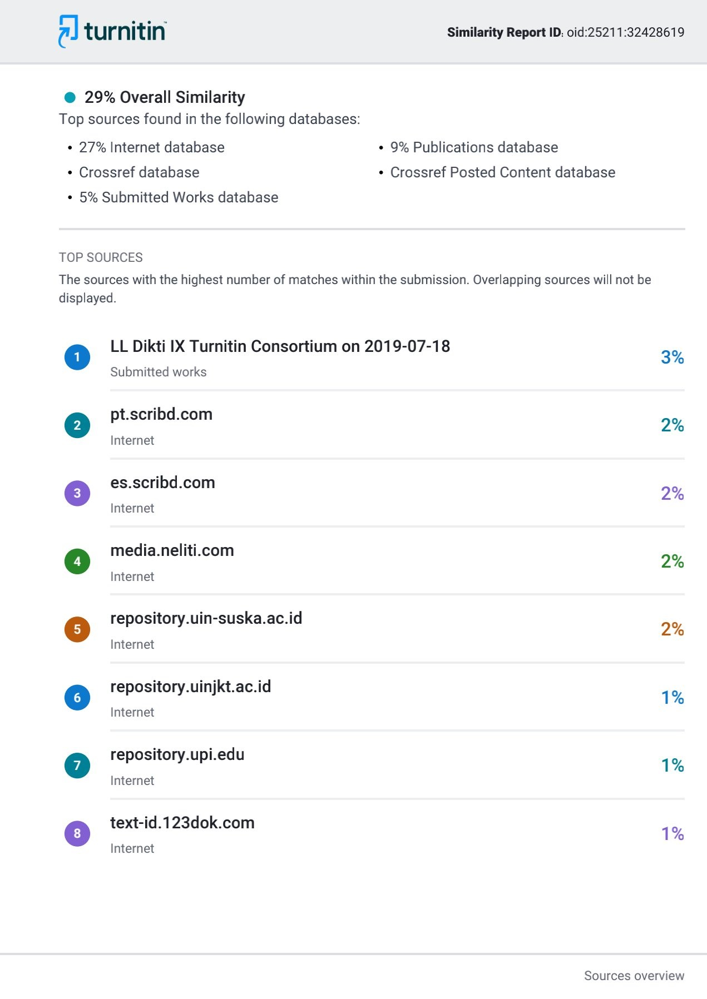 turnitin™
Similarity Report ID: oid:25211:32428619
29% Overall Similarity
Top sources found in the following databases:
• 27% Internet database
• 9% Publications database
• Crossref database
• Crossref Posted Content database
• 5% Submitted Works database
TOP SOURCES
The sources with the highest number of matches within the submission. Overlapping sources will not be
displayed.
1
LL Dikti IX Turnitin Consortium on 2019-07-18
3%
Submitted works
2
pt.scribd.com
2%
Internet
3
es.scribd.com
2%
Internet
4
media.neliti.com
2%
Internet
5
repository.uin-suska.ac.id
2%
Internet
6
repository.uinjkt.ac.id
1%
Internet
7
repository.upi.edu
1%
Internet
8
text-id.123dok.com
1%
Internet
Sources overview